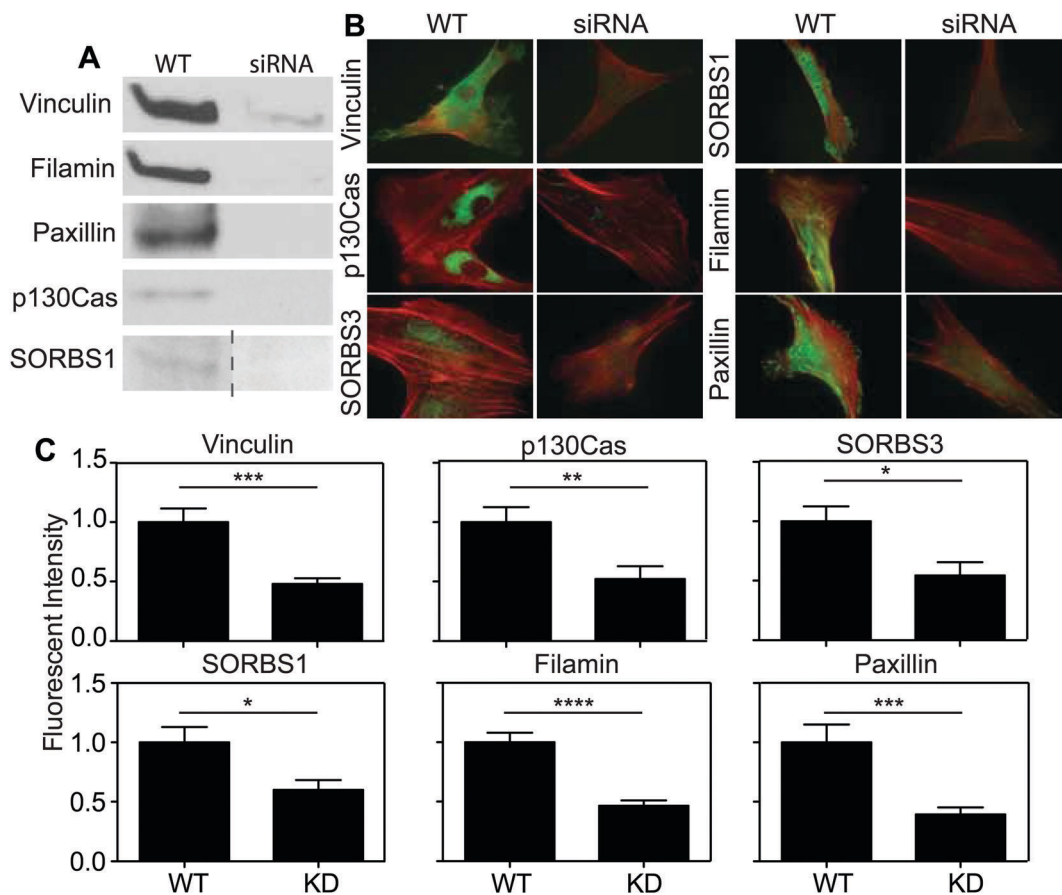 A
WT siRNA
Vinculin
Filamin
Paxillin
p130Cas
SORBS1
B
WT siRNA WT siRNA
Vinculin
SORBS1
p130Cas
Filamin
SORBS3
Paxillin
C
Vinculin p130Cas SORBS3
Fluorescent Intensity
1.5
*** ** *
1.0
0.5
0.0
SORBS1 Filamin Paxillin
1.5
* **** ***
1.0
0.5
0.0
WT KD WT KD WT KD